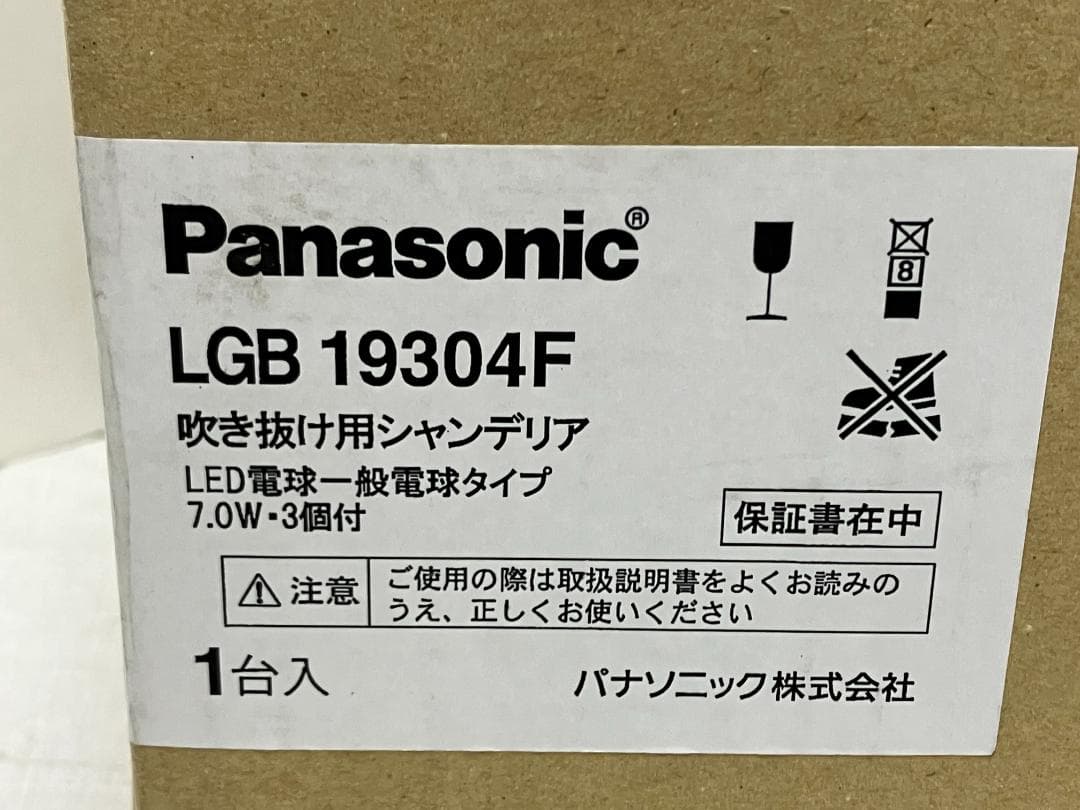 Panasonic®
LGB 19304F
吹き抜け用シャンデリア
LED電球一般電球タイプ
7.0W・3個付
8
保証書在中
⚠ 注意
ご使用の際は取扱説明書をよくお読みの
うえ、正しくお使いください
1台入
パナソニック株式会社